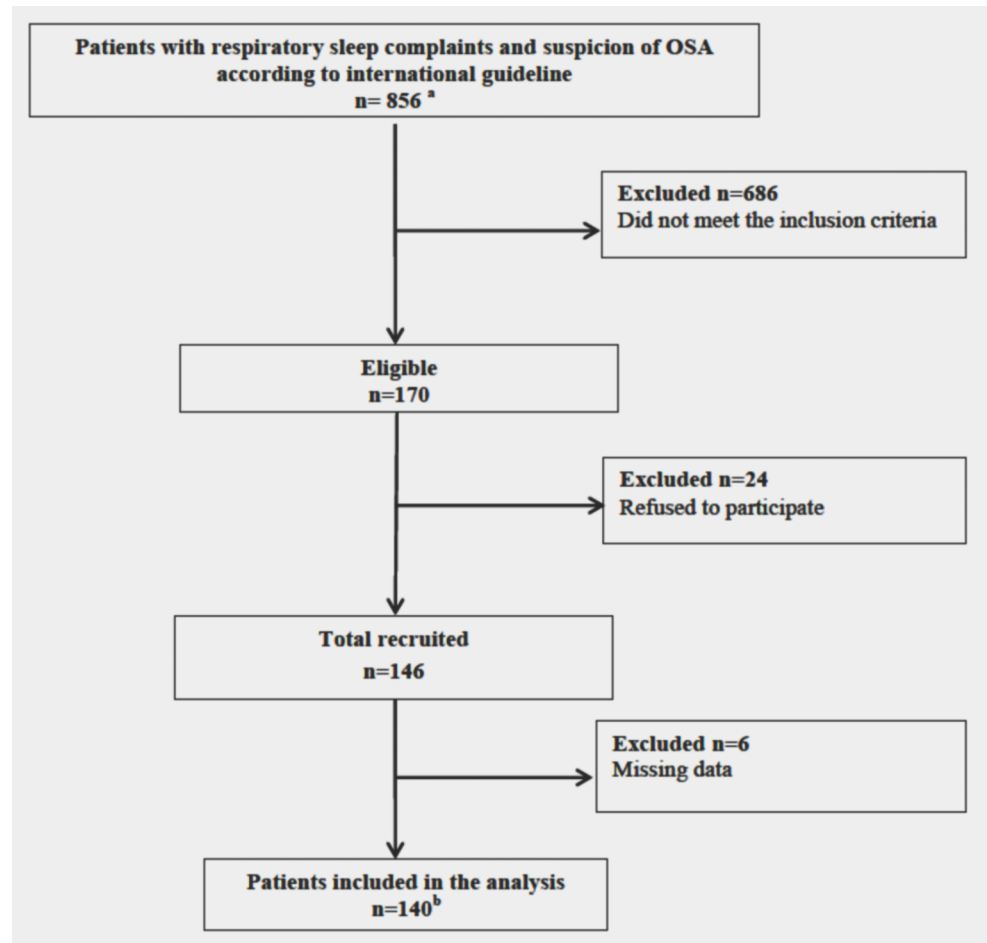 Patients with respiratory sleep complaints and suspicion of OSA
according to international guideline
n= 856 a
Excluded n=686
Did not meet the inclusion criteria
Eligible
n=170
Excluded n=24
Refused to participate
Total recruited
n=146
Excluded n=6
Missing data
Patients included in the analysis
n=140b